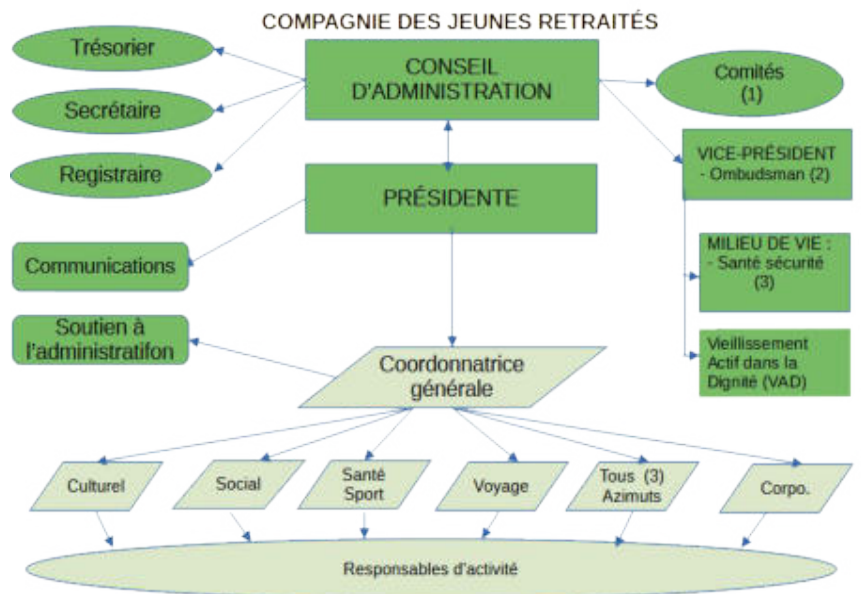 COMPAGNIE DES JEUNES RETRAITÉS
Trésorier
Secrétaire
Registraire
CONSEIL
D'ADMINISTRATION
Comités
(1)
VICE-PRÉSIDENT
- Ombudsman (2)
PRÉSIDENTE
MILIEU DE VIE :
- Santé sécurité
(3)
Communications
Soutien à
l'administratifon
Vieillissement
Actif dans la
Dignité (VAD)
Coordonnatrice
générale
Culturel
Social
Santé
Sport
Voyage
Tous (3)
Azimuts
Corpo.
Responsables d'activité